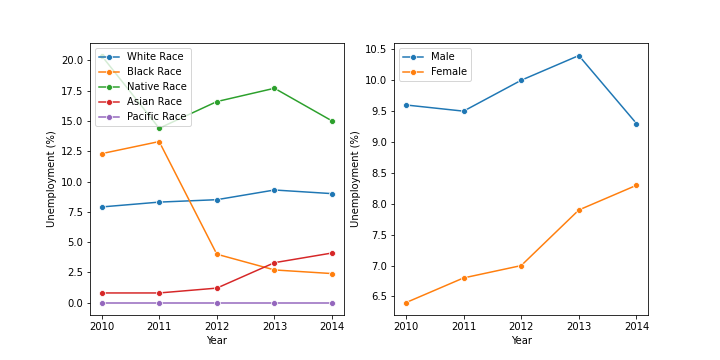 20.0
17.5
15.0
12.5
10.0
7.5
5.0
2.5
0.0
Unemployment (%)
White Race
Black Race
Native Race
Asian Race
Pacific Race
2010 2011 2012 2013 2014
Year
10.5
10.0
9.5
9.0
8.5
8.0
7.5
7.0
6.5
Unemployment (%)
Male
Female
2010 2011 2012 2013 2014
Year